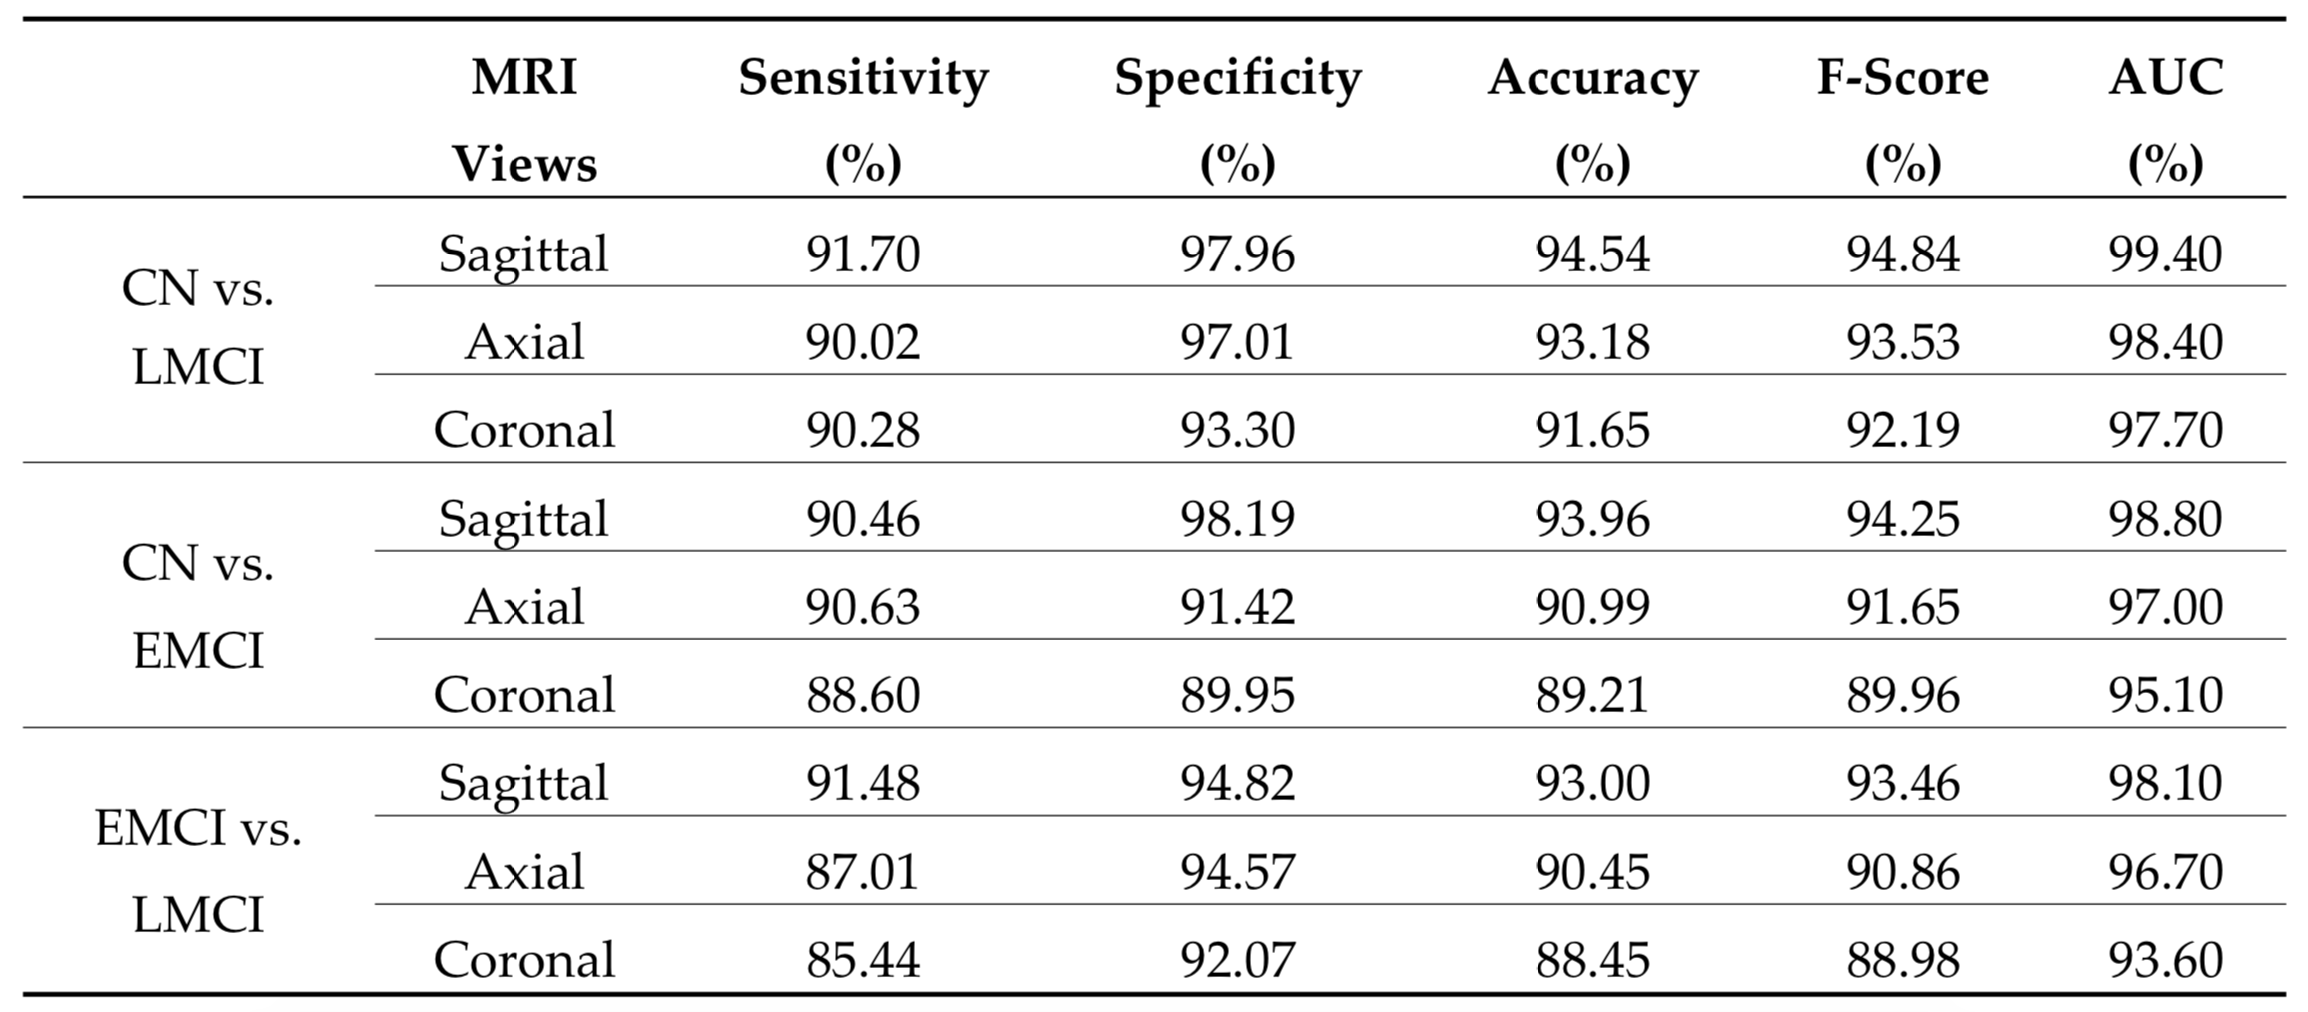 MRI Sensitivity Specificity Accuracy F-Score AUC
Views (%) (%) (%) (%) (%)
CN vs.
LMCI
Sagittal 91.70 97.96 94.54 94.84 99.40
Axial 90.02 97.01 93.18 93.53 98.40
Coronal 90.28 93.30 91.65 92.19 97.70
CN vs.
EMCI
Sagittal 90.46 98.19 93.96 94.25 98.80
Axial 90.63 91.42 90.99 91.65 97.00
Coronal 88.60 89.95 89.21 89.96 95.10
EMCI vs.
LMCI
Sagittal 91.48 94.82 93.00 93.46 98.10
Axial 87.01 94.57 90.45 90.86 96.70
Coronal 85.44 92.07 88.45 88.98 93.60